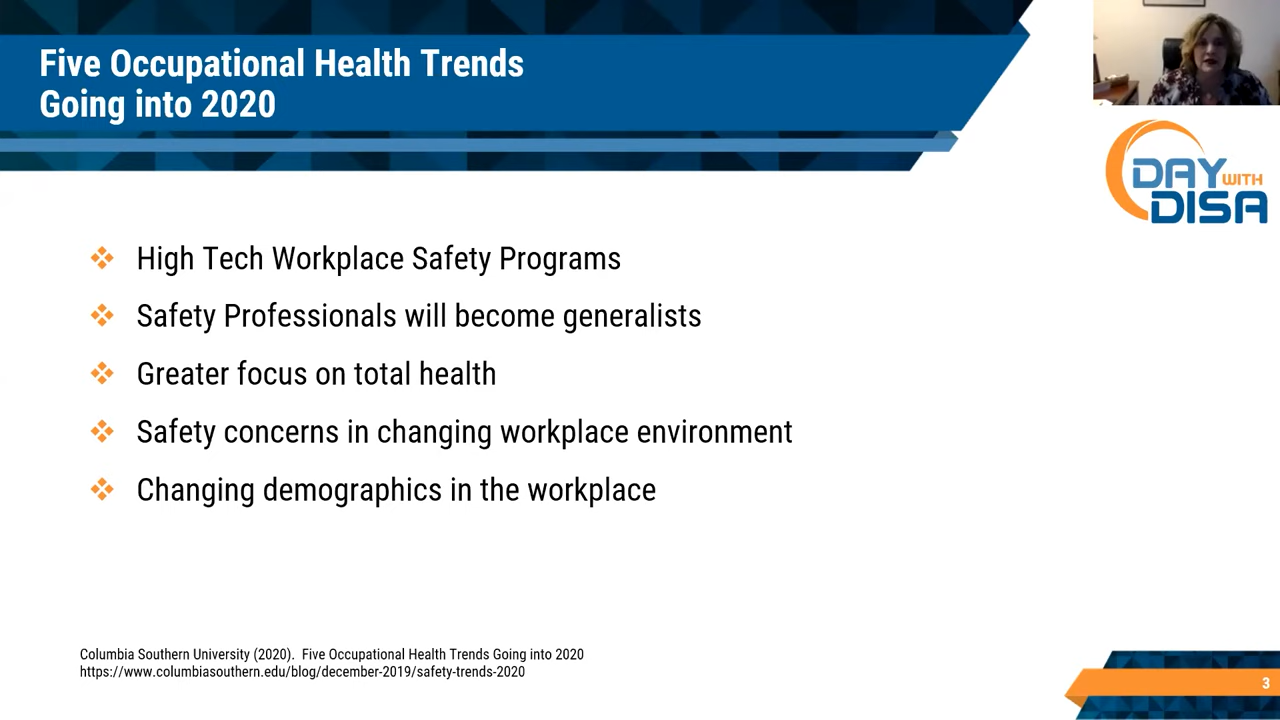 Five Occupational Health Trends
Going into 2020
DAY WITH
DISA
High Tech Workplace Safety Programs
Safety Professionals will become generalists
Greater focus on total health
Safety concerns in changing workplace environment
Changing demographics in the workplace
Columbia Southern University (2020).  Five Occupational Health Trends Going into 2020
https://www.columbiasouthern.edu/blog/december-2019/safety-trends-2020
3